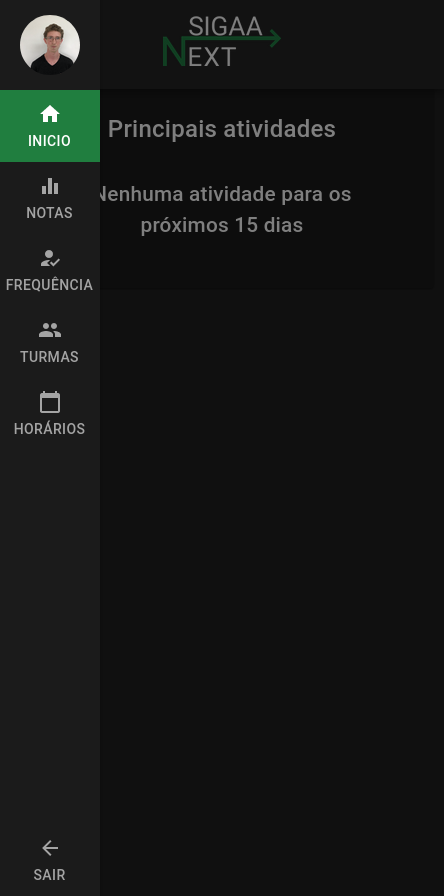 SIGAA
NEXT
INICIO
NOTAS
FREQUÊNCIA
TURMAS
HORÁRIOS
SAIR
Principais atividades
Nenhuma atividade para os
próximos 15 dias